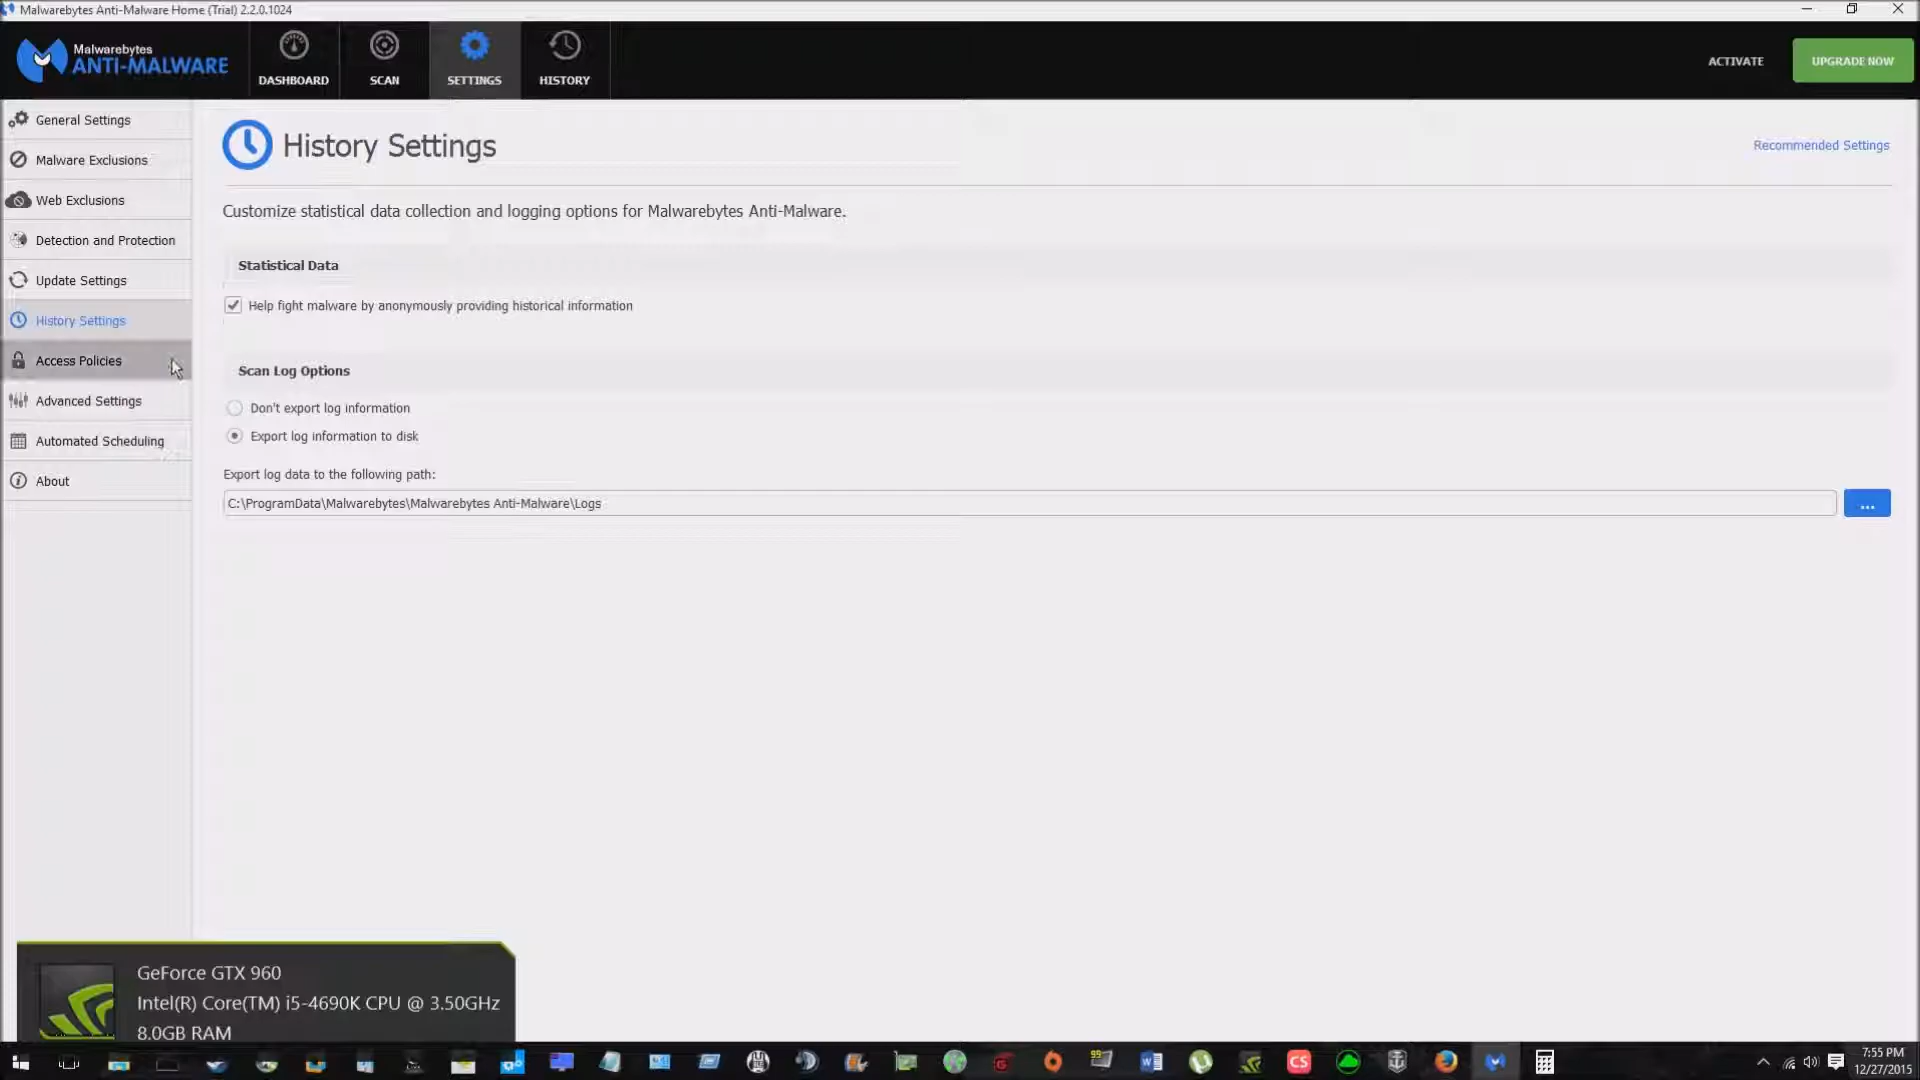 Malwarebytes Anti-Malware Home (Trial) 2.2.0.1024
Malwarebytes
ANTI-MALWARE
DASHBOARD
SCAN
SETTINGS
HISTORY
ACTIVATE
UPGRADE NOW
General Settings
Malware Exclusions
Web Exclusions
Detection and Protection
Update Settings
History Settings
Access Policies
Advanced Settings
Automated Scheduling
About
History Settings
Recommended Settings
Customize statistical data collection and logging options for Malwarebytes Anti-Malware.
Statistical Data
Help fight malware by anonymously providing historical information
Scan Log Options
Don't export log information
Export log information to disk
Export log data to the following path:
C:\ProgramData\Malwarebytes\Malwarebytes Anti-Malware\Logs
...
GeForce GTX 960
Intel(R) Core(TM) i5-4690K CPU @ 3.50GHz
8.0GB RAM
99
CS
7:55 PM
12/27/2015